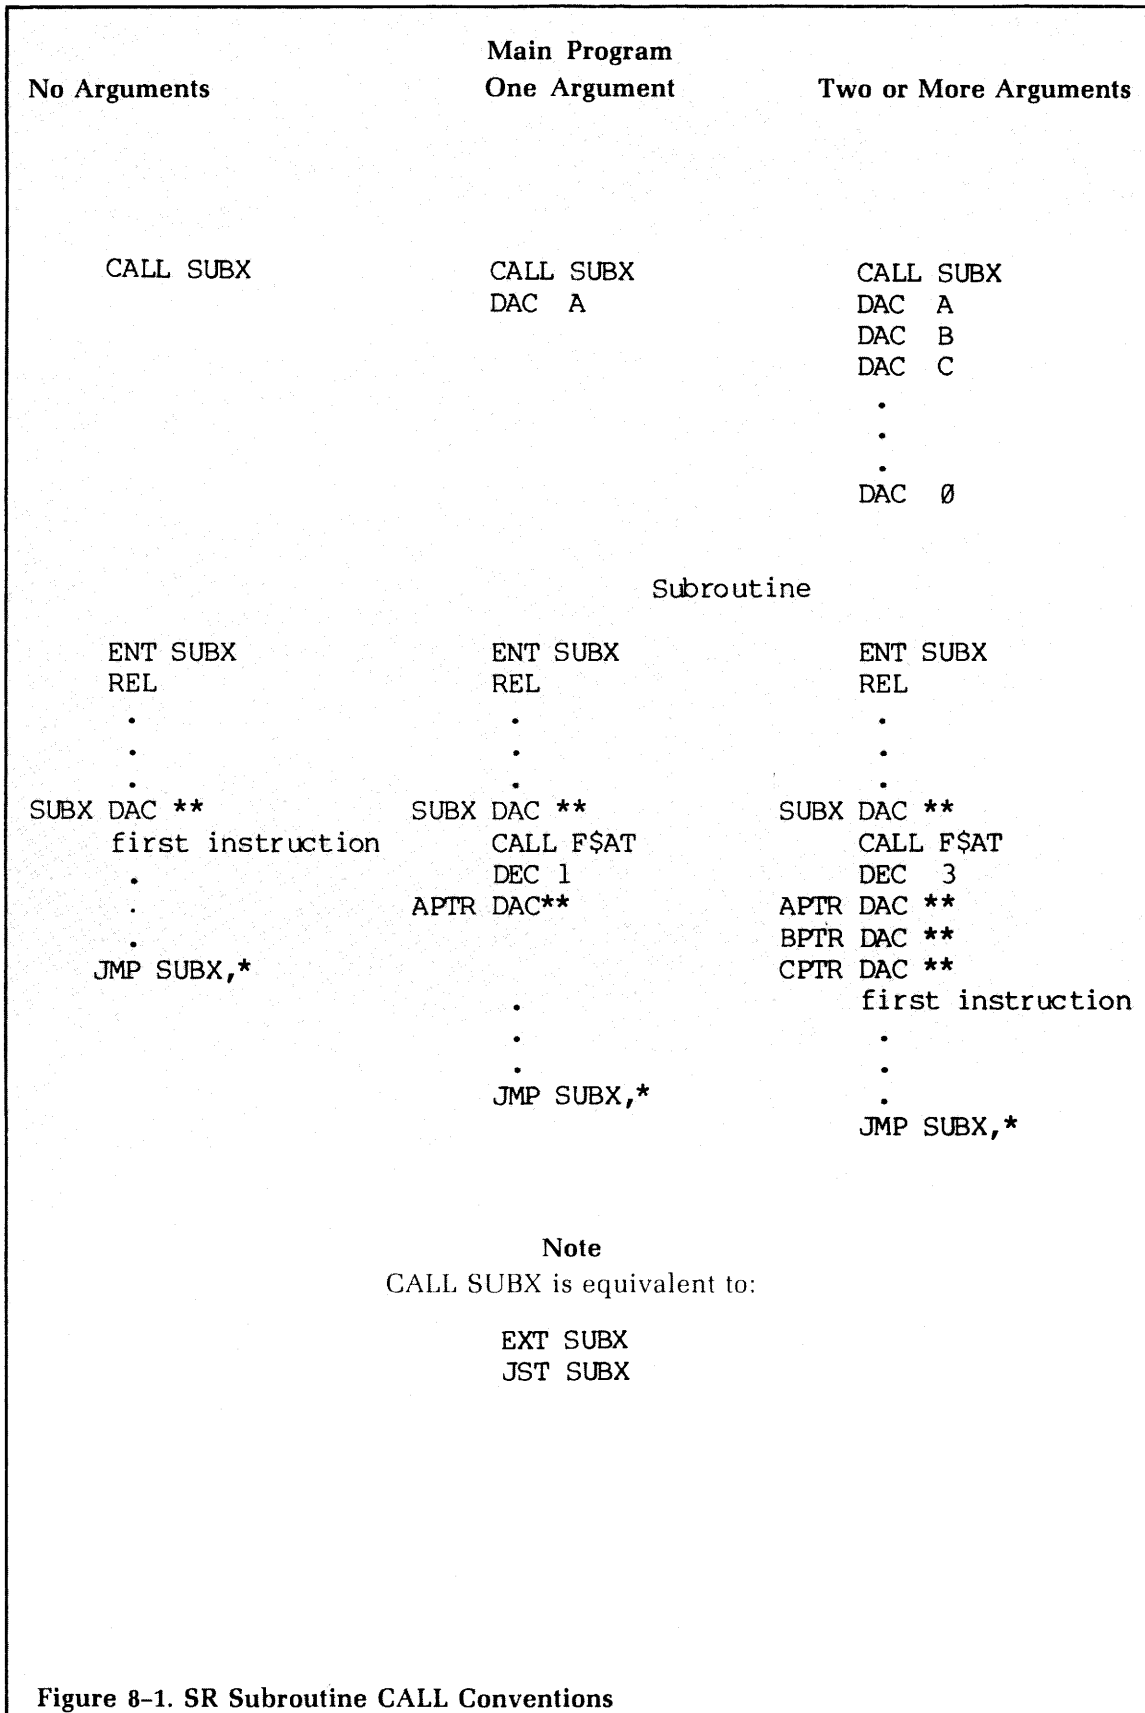 Main Program
No Arguments One Argument Two or More Arguments
CALL SUBX CALL SUBX CALL SUBX
DAC A DAC A
DAC B
DAC C
.
.
.
DAC Ø
Subroutine
ENT SUBX ENT SUBX ENT SUBX
REL REL REL
. . .
. . .
. . .
SUBX DAC ** SUBX DAC ** SUBX DAC **
first instruction CALL F$AT CALL F$AT
. DEC 1 DEC 3
. APTR DAC** APTR DAC **
. BPTR DAC **
JMP SUBX,* CPTR DAC **
. first instruction
. .
. .
JMP SUBX,* .
JMP SUBX,*
Note
CALL SUBX is equivalent to:
EXT SUBX
JST SUBX
Figure 8-1. SR Subroutine CALL Conventions